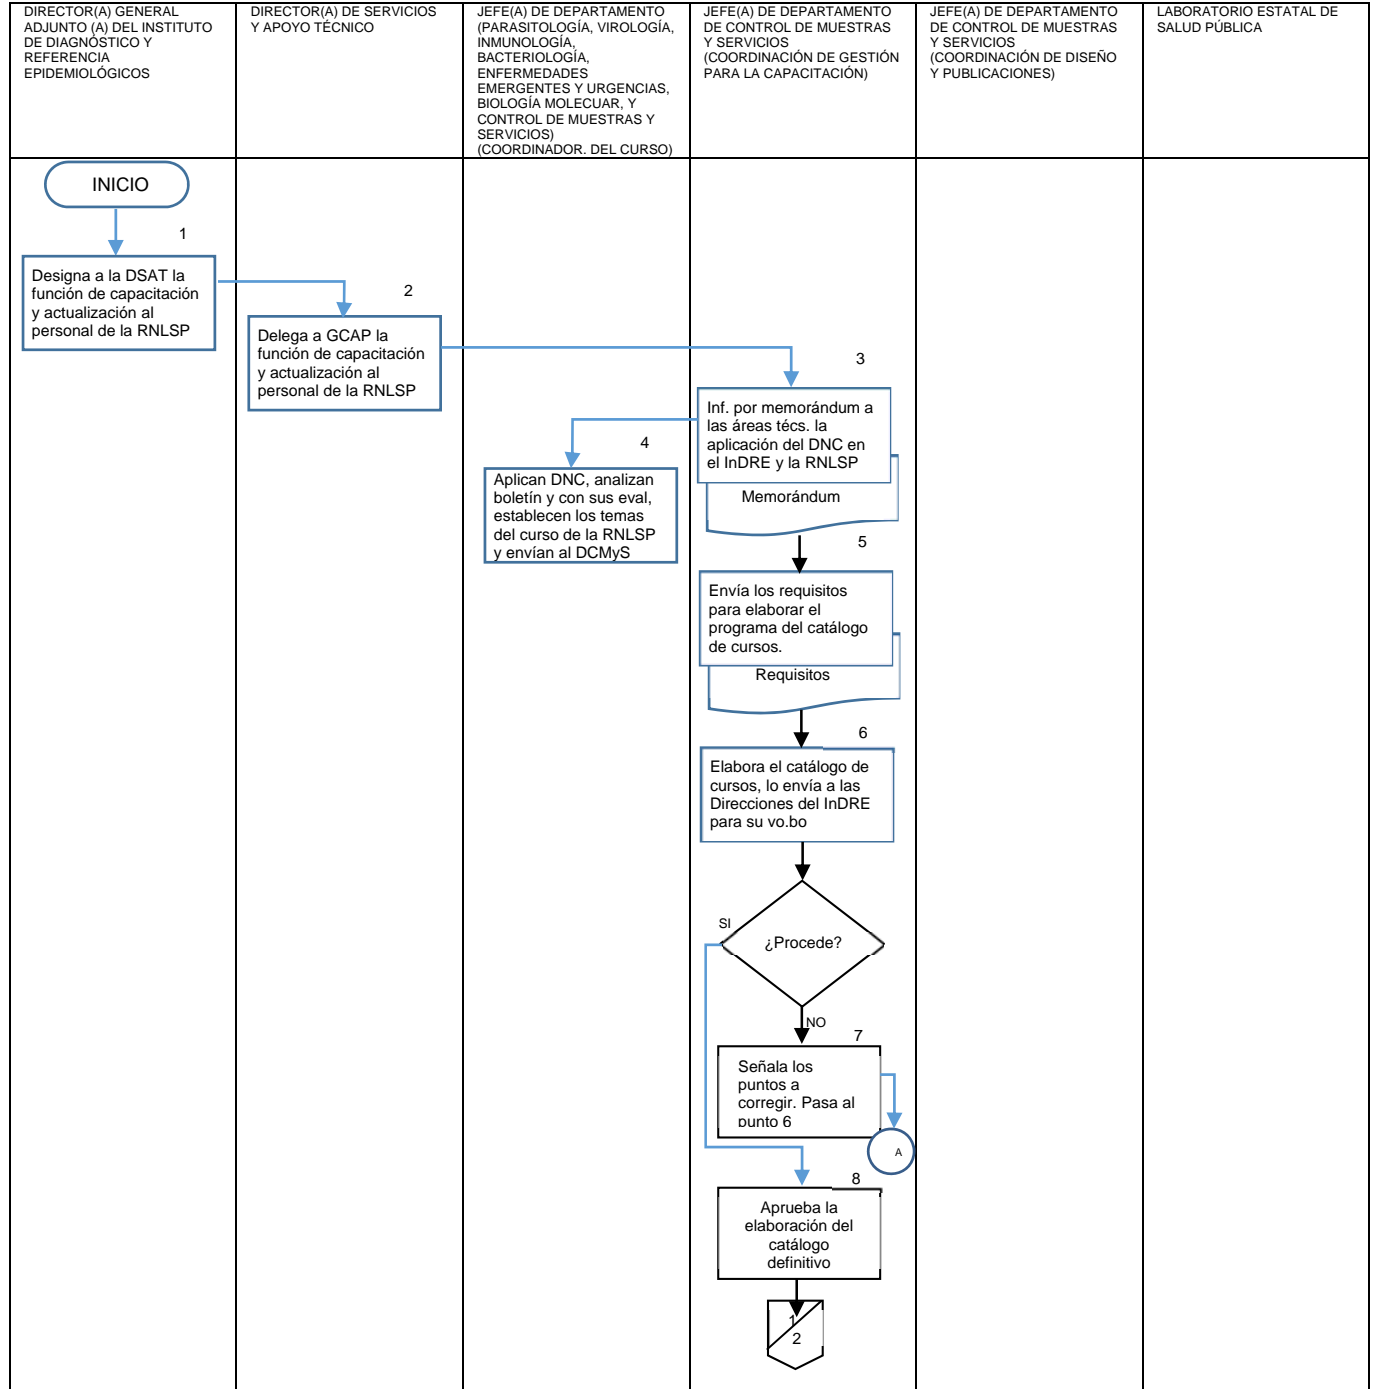 DIRECTOR(A) GENERAL
ADJUNTO (A) DEL INSTITUTO
DE DIAGNÓSTICO Y
REFERENCIA
EPIDEMIOLÓGICOS
DIRECTOR(A) DE SERVICIOS
Y APOYO TÉCNICO
JEFE(A) DE DEPARTAMENTO
(PARASITOLOGÍA, VIROLOGÍA,
INMUNOLOGÍA,
BACTERIOLOGÍA,
ENFERMEDADES
EMERGENTES Y URGENCIAS,
BIOLOGÍA MOLECUAR, Y
CONTROL DE MUESTRAS Y
SERVICIOS)
(COORDINADOR. DEL CURSO)
JEFE(A) DE DEPARTAMENTO
DE CONTROL DE MUESTRAS
Y SERVICIOS
(COORDINACIÓN DE GESTIÓN
PARA LA CAPACITACIÓN)
JEFE(A) DE DEPARTAMENTO
DE CONTROL DE MUESTRAS
Y SERVICIOS
(COORDINACIÓN DE DISEÑO
Y PUBLICACIONES)
LABORATORIO ESTATAL DE
SALUD PÚBLICA
INICIO
1
Designa a la DSAT la
función de capacitación
y actualización al
personal de la RNLSP
2
Delega a GCAP la
función de capacitación
y actualización al
personal de la RNLSP
3
Inf. por memorándum a
las áreas técs. la
aplicación del DNC en
el InDRE y la RNLSP
Memorándum
4
Aplican DNC, analizan
boletín y con sus eval,
establecen los temas
del curso de la RNLSP
y envían al DCMyS
5
Envía los requisitos
para elaborar el
programa del catálogo
de cursos.
Requisitos
6
Elabora el catálogo de
cursos, lo envía a las
Direcciones del InDRE
para su vo.bo
SI
¿Procede?
NO
7
Señala los
puntos a
corregir. Pasa al
punto 6
A
8
Aprueba la
elaboración del
catálogo
definitivo
1
2